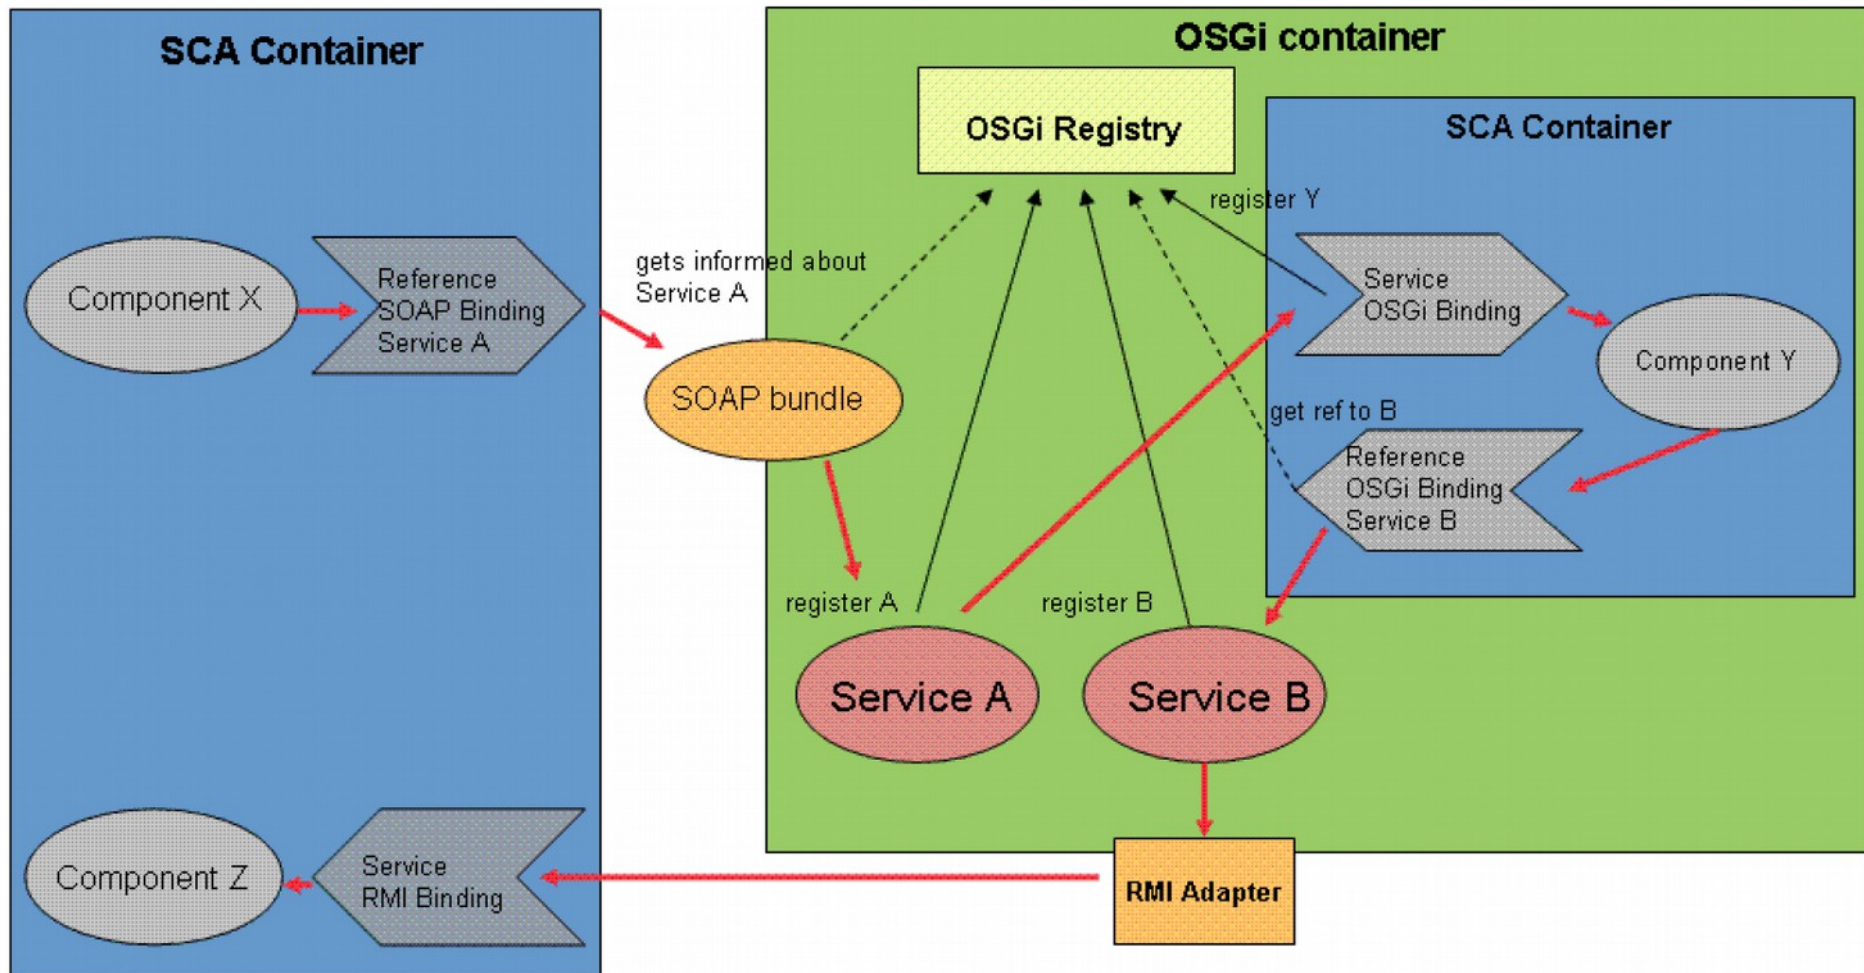 SCA Container
OSGi container
OSGi Registry
SCA Container
register Y
gets informed about
Service A
Component X
Reference
SOAP Binding
Service A
Service
OSGi Binding
Component Y
SOAP bundle
get ref to B
Reference
OSGi Binding
Service B
register A
register B
Service A
Service B
Component Z
Service
RMI Binding
RMI Adapter